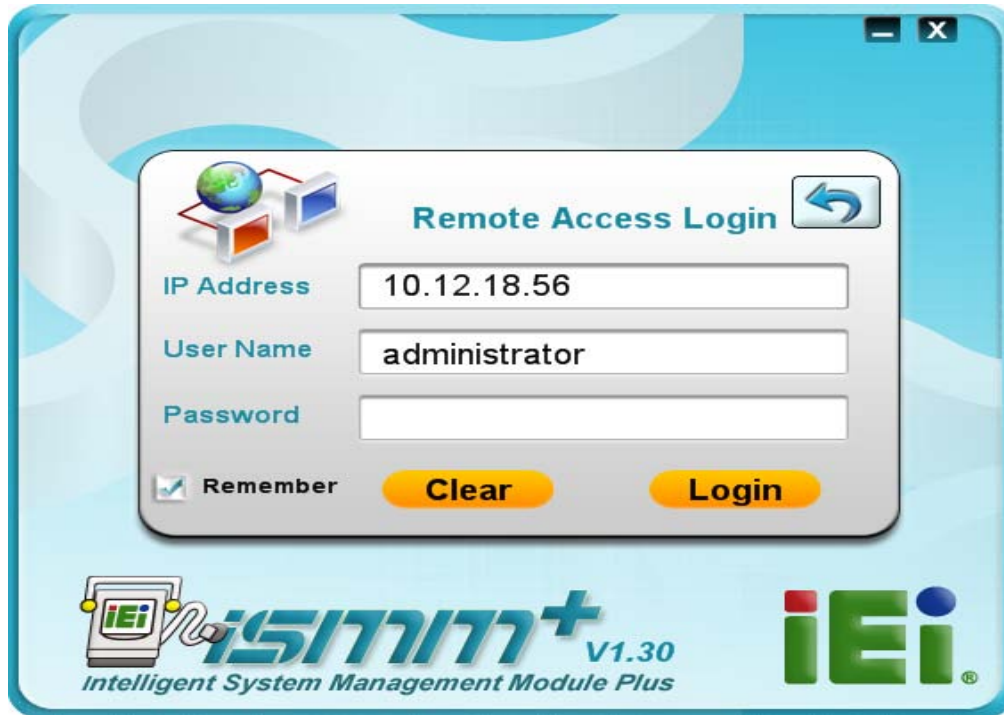 X
Remote Access Login
IP Address
10.12.18.56
User Name
administrator
Password
Remember
Clear
Login
iEi
ismm+
V1.30
Intelligent System Management Module Plus
iEi®